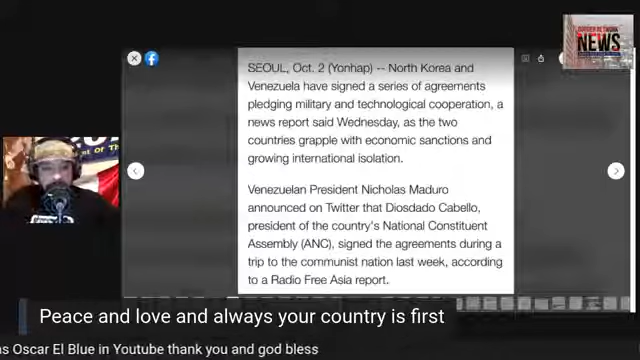 NEWS
SEOUL, Oct. 2 (Yonhap) -- North Korea and
Venezuela have signed a series of agreements
pledging military and technological cooperation, a
news report said Wednesday, as the two
countries grapple with economic sanctions and
growing international isolation.
Venezuelan President Nicholas Maduro
announced on Twitter that Diosdado Cabello,
president of the country's National Constituent
Assembly (ANC), signed the agreements during a
trip to the communist nation last week, according
to a Radio Free Asia report.
Peace and love and always your country is first
as Oscar El Blue in Youtube thank you and god bless